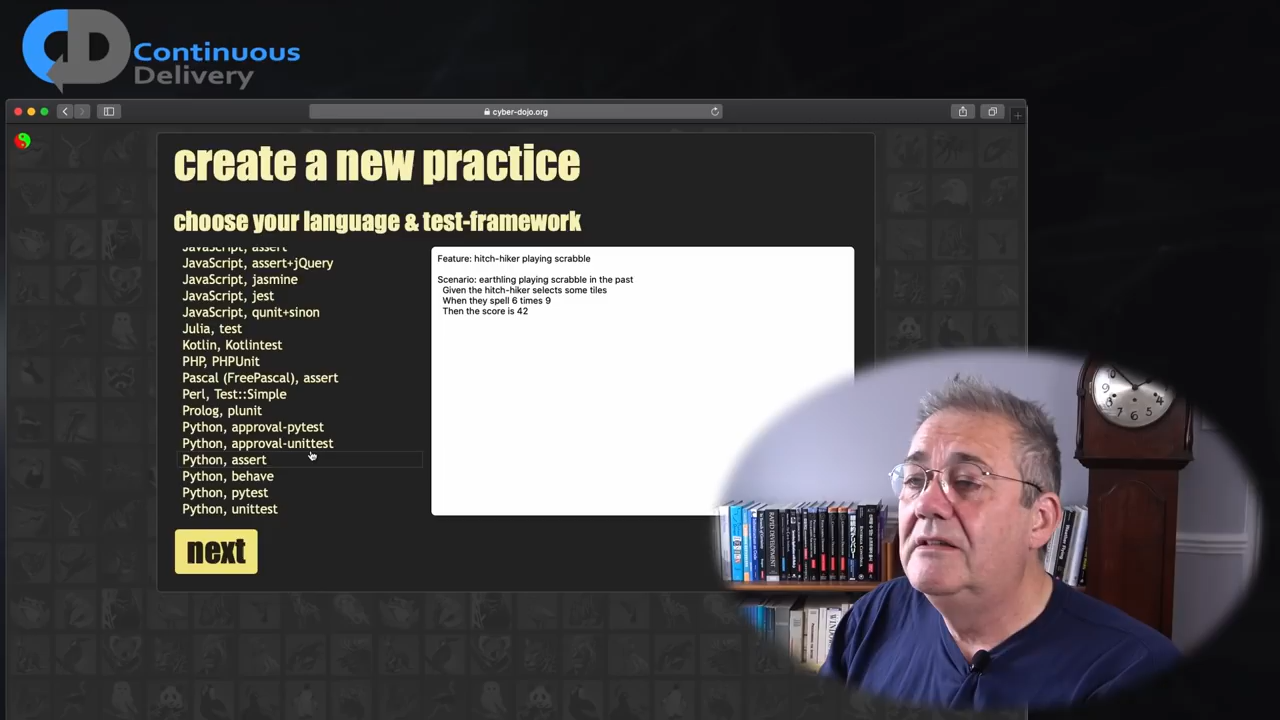 Continuous
Delivery
cyber-dojo.org
create a new practice
choose your language & test-framework
JavaScript, assert
JavaScript, assert+jQuery
JavaScript, jasmine
JavaScript, jest
JavaScript, qunit+sinon
Julia, test
Kotlin, Kotlintest
PHP, PHPUnit
Pascal (FreePascal), assert
Perl, Test::Simple
Prolog, plunit
Python, approval-pytest
Python, approval-unittest
Python, assert
Python, behave
Python, pytest
Python, unittest
next
Feature: hitch-hiker playing scrabble
Scenario: earthling playing scrabble in the past
Given the hitch-hiker selects some tiles
When they spell 6 times 9
Then the score is 42
RAPID DEVELOPMENT